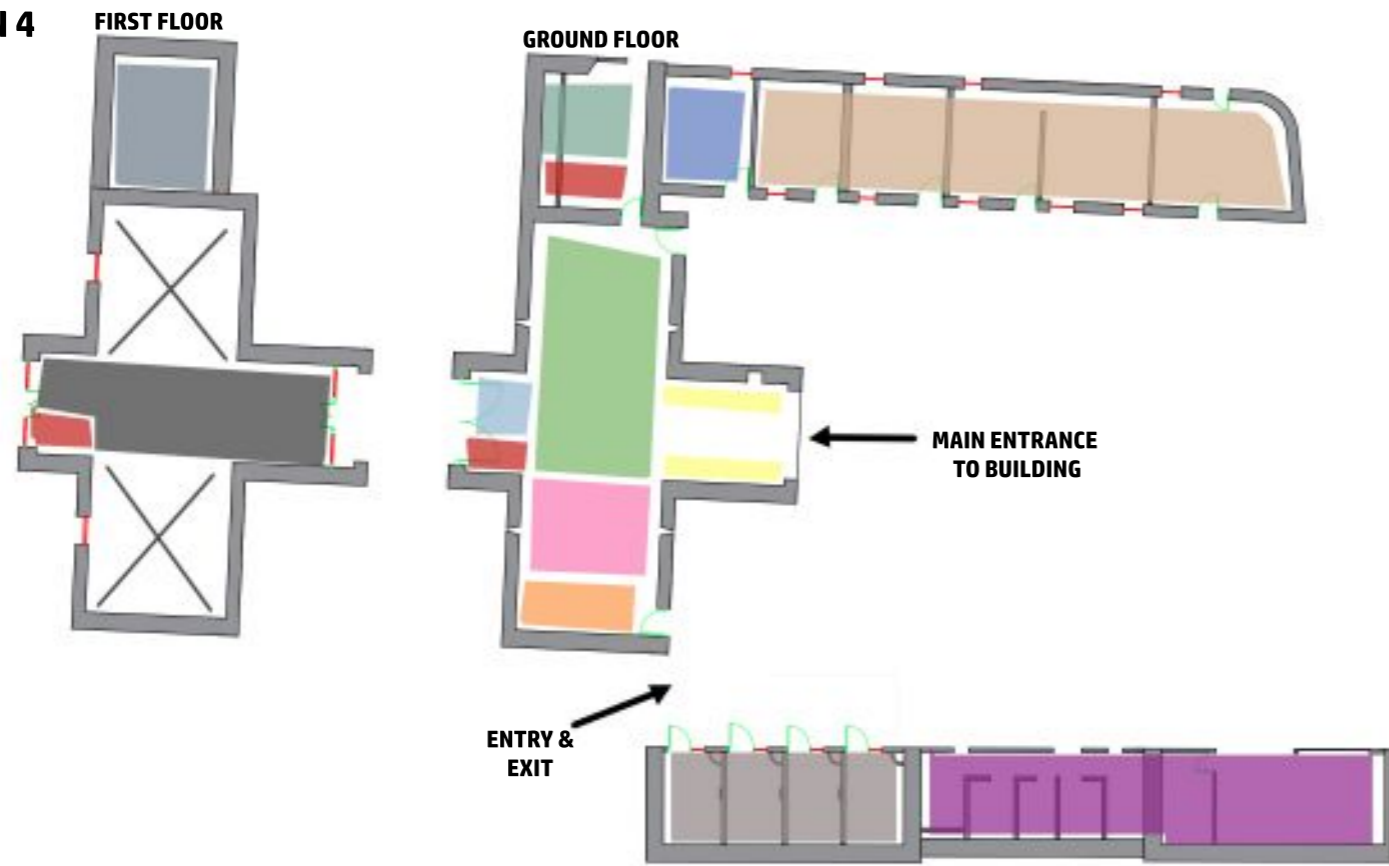 4
FIRST FLOOR
GROUND FLOOR
MAIN ENTRANCE
TO BUILDING
ENTRY &
EXIT